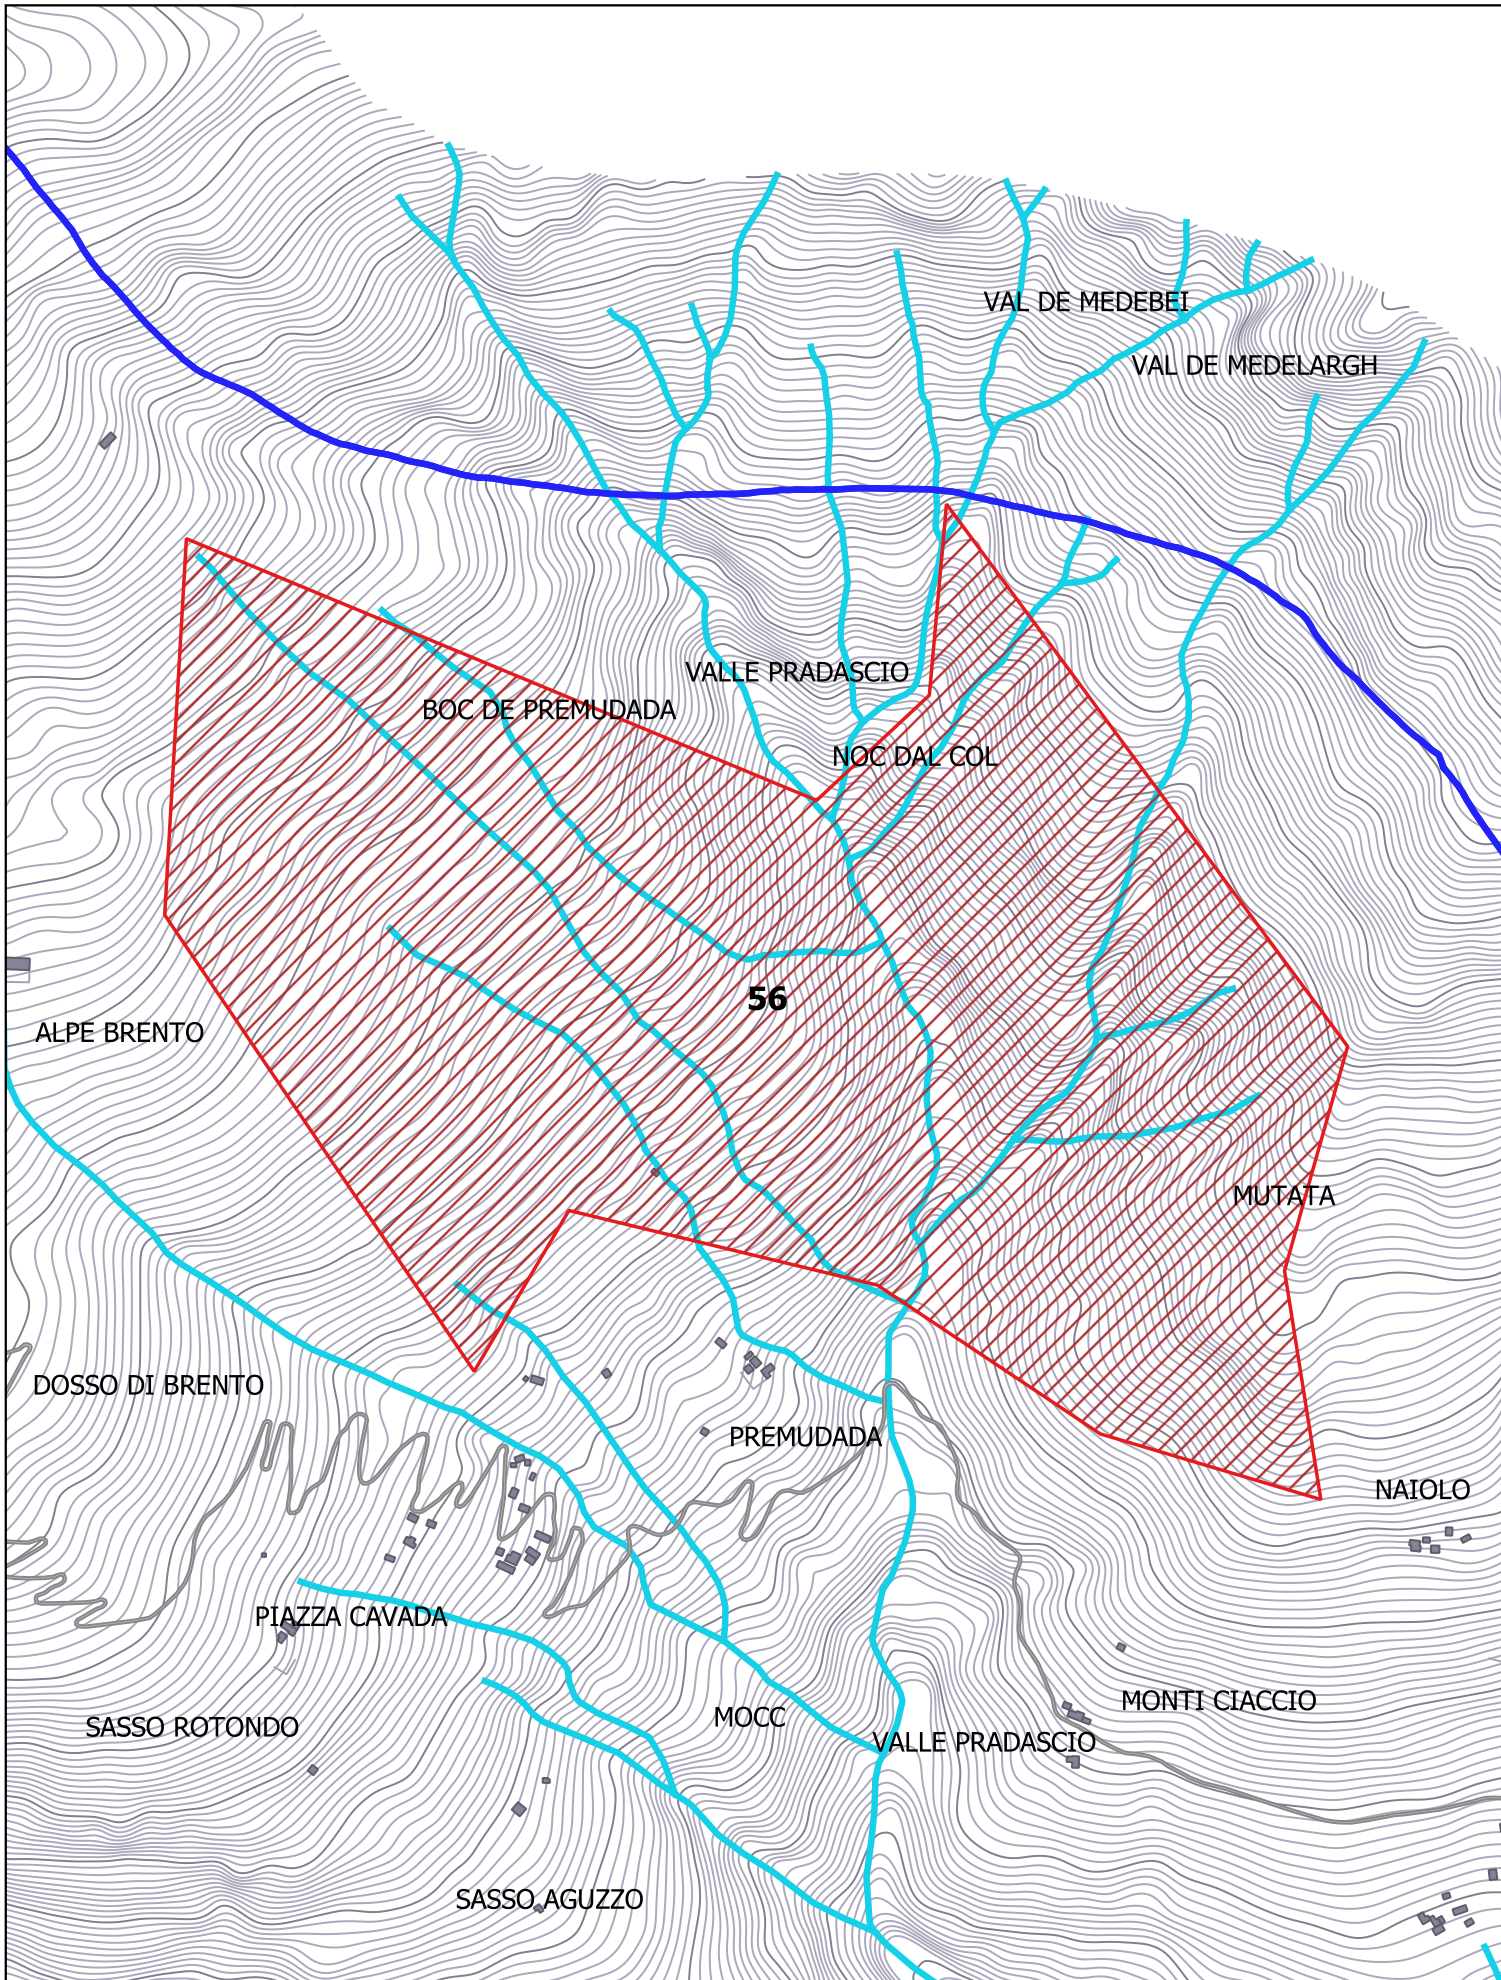 VAL DE MEDEBEI
VAL DE MEDELARGH
VALLE PRADASCIO
BOC DE PREMUDADA
NOC DAL COL
56
ALPE BRENTO
MUTATA
DOSSO DI BRENTO
PREMUDADA
NAIOLO
PIAZZA CAVADA
MONTI CIACCIO
MOCC
SASSO ROTONDO
VALLE PRADASCIO
SASSO AGUZZO